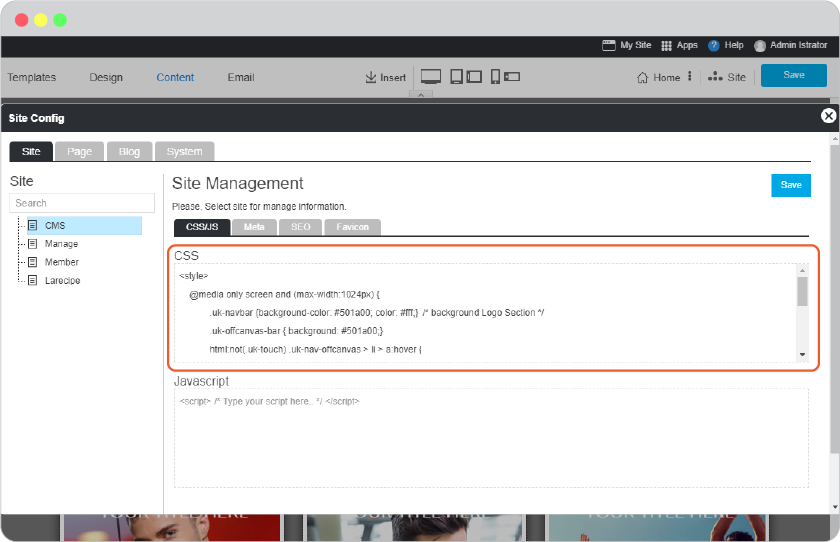 My Site Apps ? Help Admin Istrator
Templates Design Content Email Insert Home Site Save
Site Config
Site Page Blog System
Site
Search
CMS
Manage
Member
Larecipe
Site Management
Save
Please, Select site for manage information.
CSS/JS Meta SEO Favicon
CSS
<style>
@media only screen and (max-width:1024px) {
.uk-navbar {background-color: #501a00; color: #fff;} /* background Logo Section */
.uk-offcanvas-bar { background: #501a00;}
html:not(.uk-touch) .uk-nav-offcanvas > li > a:hover {
Javascript
<script> /* Type your script here.. */ </script>
YOUR TITLE HERE YOUR TITLE HERE YOUR TITLE HERE